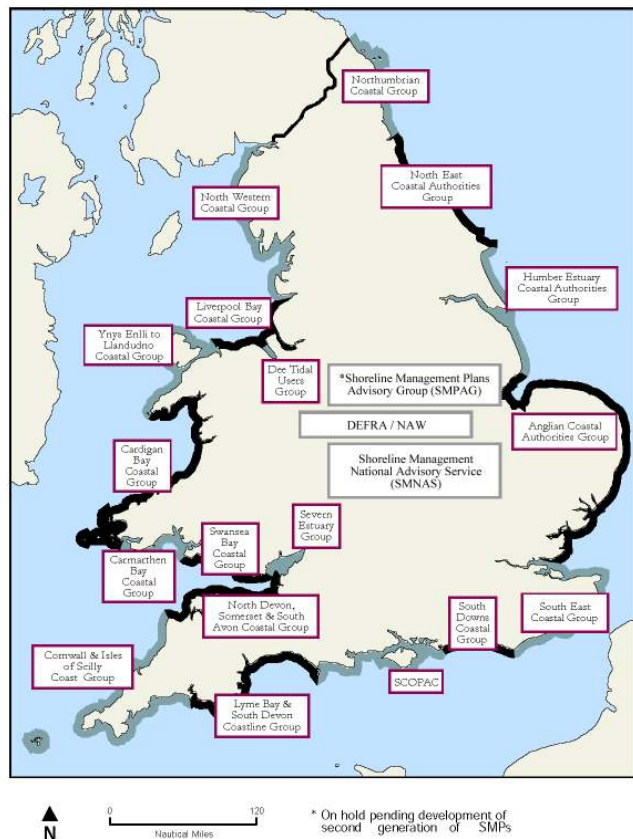 Northumbrian
Coastal Group
North East
Coastal Authorities
Group
North Western
Coastal Group
Humber Estuary
Coastal Authorities
Group
Liverpool Bay
Coastal Group
Ynys Enlli to
Llandudno
Coastal Group
Dee Tidal
Users
Group
*Shoreline Management Plans
Advisory Group (SMPAG)
DEFRA / NAW
Anglian Coastal
Authorities Group
Shoreline Management
National Advisory Service
(SMNAS)
Cardigan
Bay
Coastal
Group
Severn
Estuary
Group
Swansea
Bay
Coastal
Group
Carmarthen
Bay
Coastal
Group
North Devon,
Somerset & South
Avon Coastal Group
South
Downs
Coastal
Group
South East
Coastal Group
Cornwall & Isles
of Scilly
Coast Group
SCOPAC
Lyme Bay &
South Devon
Coastline Group
N
0 120
Nautical Miles
* On hold pending development of
second generation of SMPs